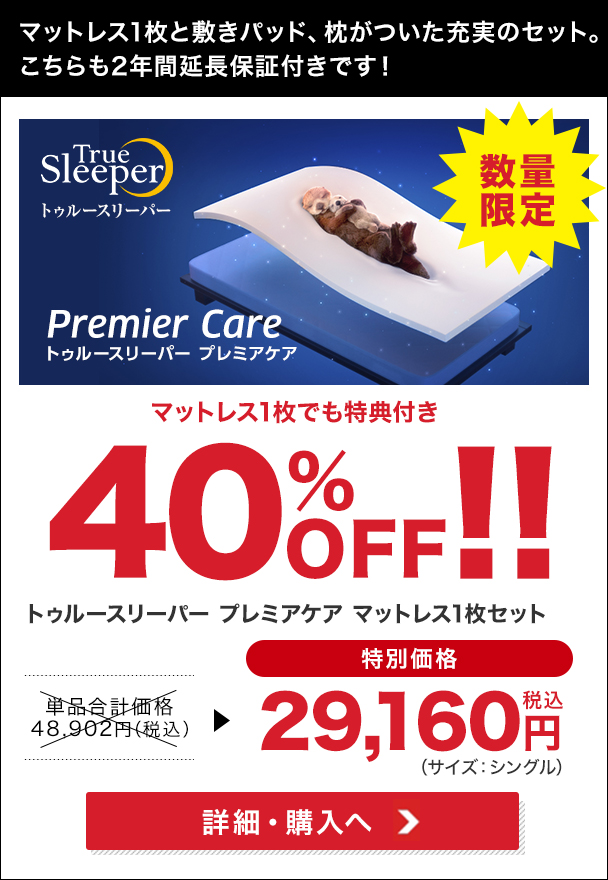 マットレス1枚と敷きパッド、枕がついた充実のセット。
こちらも2年間延長保証付きです！
True
Sleeper
トゥルースリーパー
数量
限定
Premier Care
トゥルースリーパー プレミアケア
マットレス1枚でも特典付き
40%OFF!!
トゥルースリーパー プレミアケア マットレス1枚セット
特別価格
単品合計価格
48,902円(税込)
29,160円税込
(サイズ：シングル)
詳細・購入へ